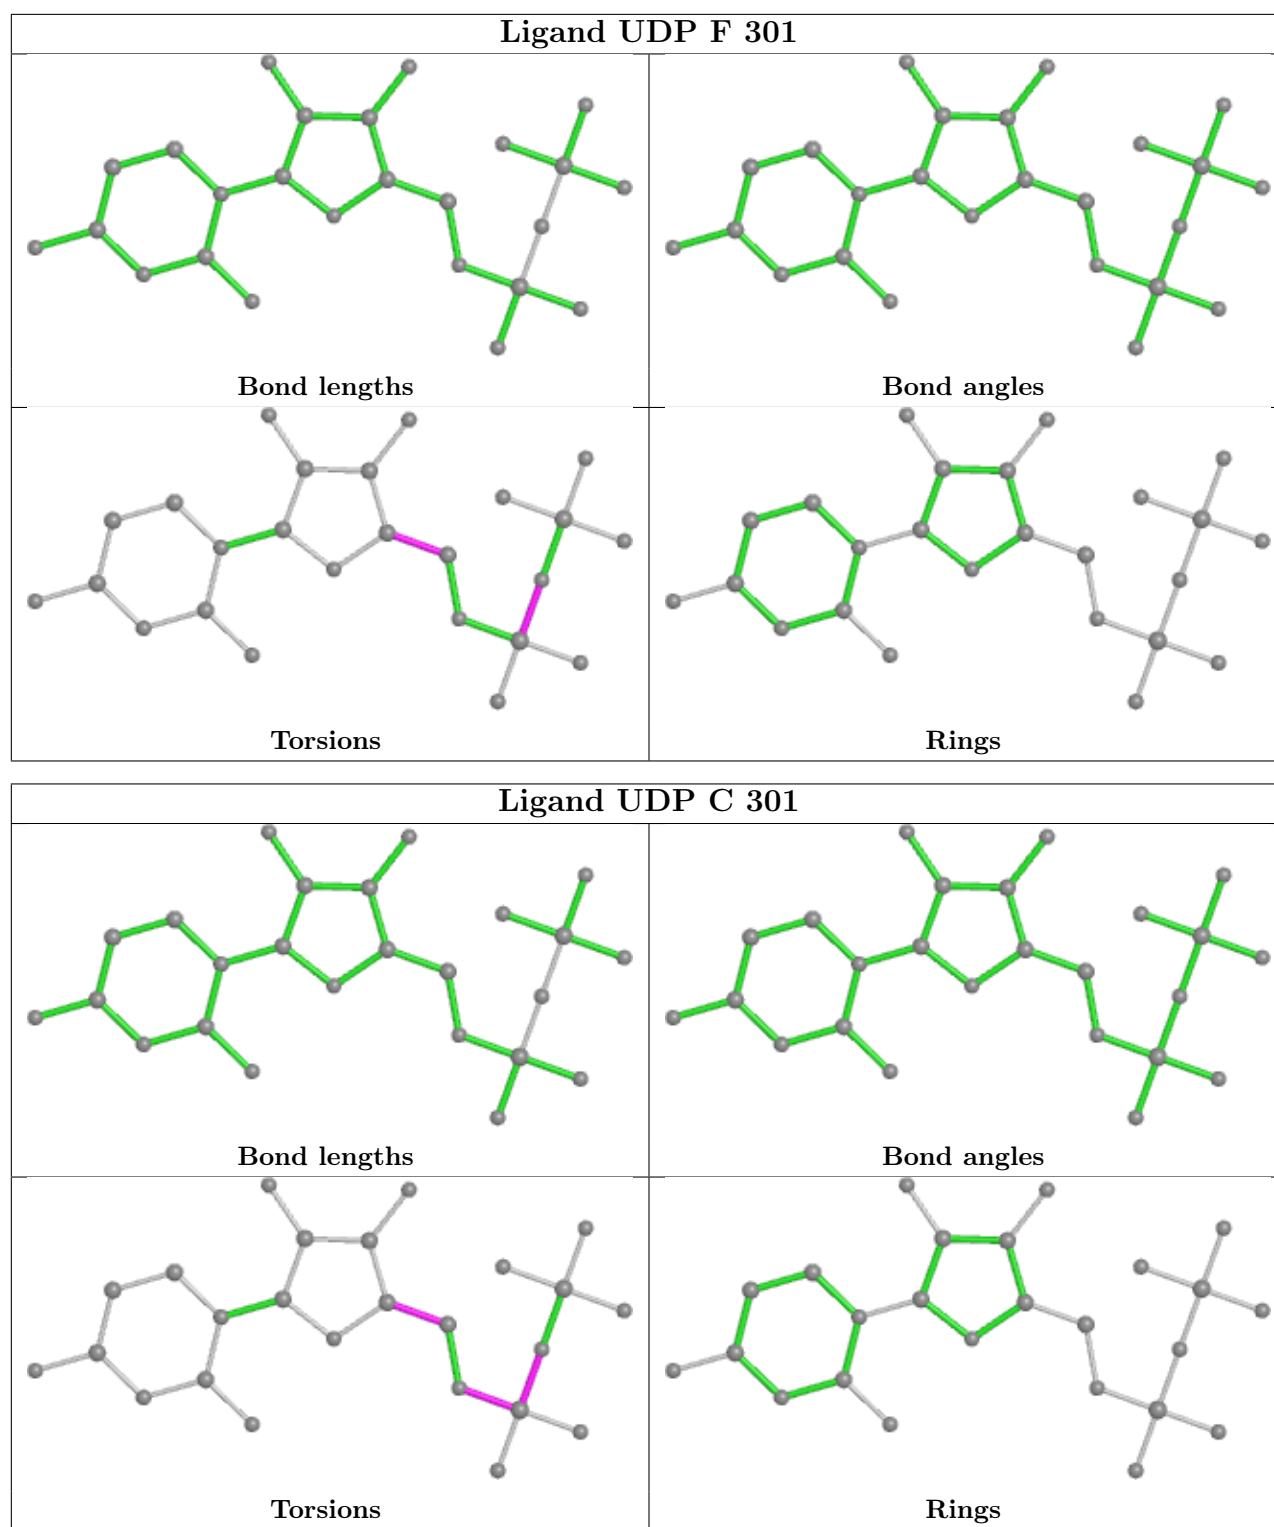 Ligand UDP F 301
Bond lengths
Bond angles
Torsions
Rings
Ligand UDP C 301
Bond lengths
Bond angles
Torsions
Rings